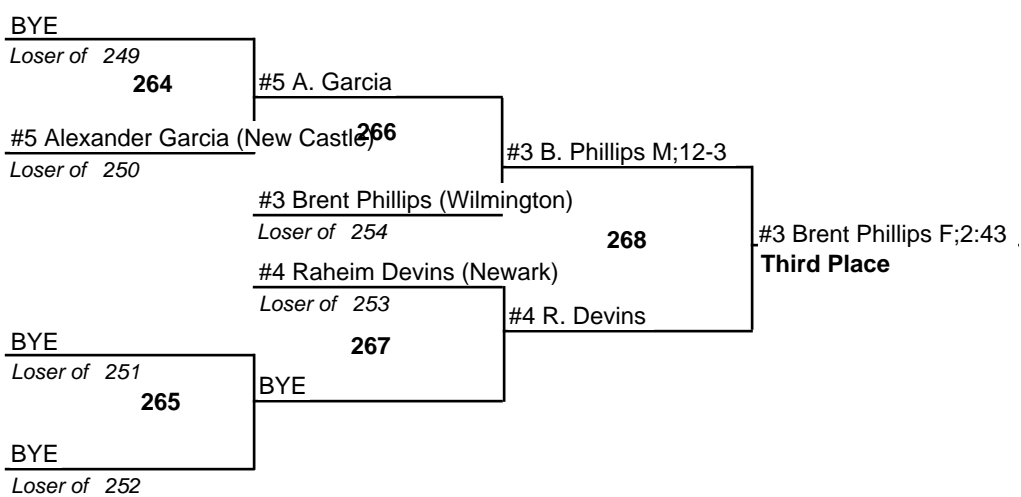 BYE
Loser of 249
264
#5 A. Garcia
#5 Alexander Garcia (New Castle)
266
Loser of 250
#3 B. Phillips M;12-3
#3 Brent Phillips (Wilmington)
Loser of 254
268
#3 Brent Phillips F;2:43
Third Place
#4 Raheim Devins (Newark)
Loser of 253
#4 R. Devins
267
BYE
Loser of 251
265
BYE
BYE
Loser of 252